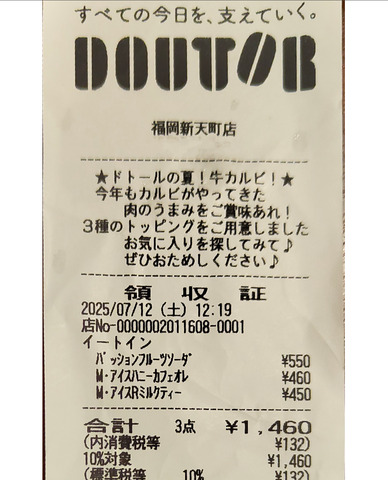 すべての今日を、支えていく。
DOUTOR
福岡新天町店
★ドトールの夏！牛カルビ！★
今年もカルビがやってきた
肉のうまみをご賞味あれ！
3種のトッピングをご用意しました
お気に入りを探してみて♪
ぜひおためしください♪
領 収 証
2025/07/12 (土) 12:19
店No-0000002011608-0001
イートイン
ﾊﾟｯｼｮﾝﾌﾙｰﾂｿｰﾀﾞ ¥550
M･ｱｲｽﾊﾆｰｶﾌｪｵﾚ ¥460
M･ｱｲｽRﾐﾙｸﾃｨｰ ¥450
合計 3点 ¥1,460
(内消費税等 ¥132)
10%対象 ¥1,460
(標準税等 10% ¥132)